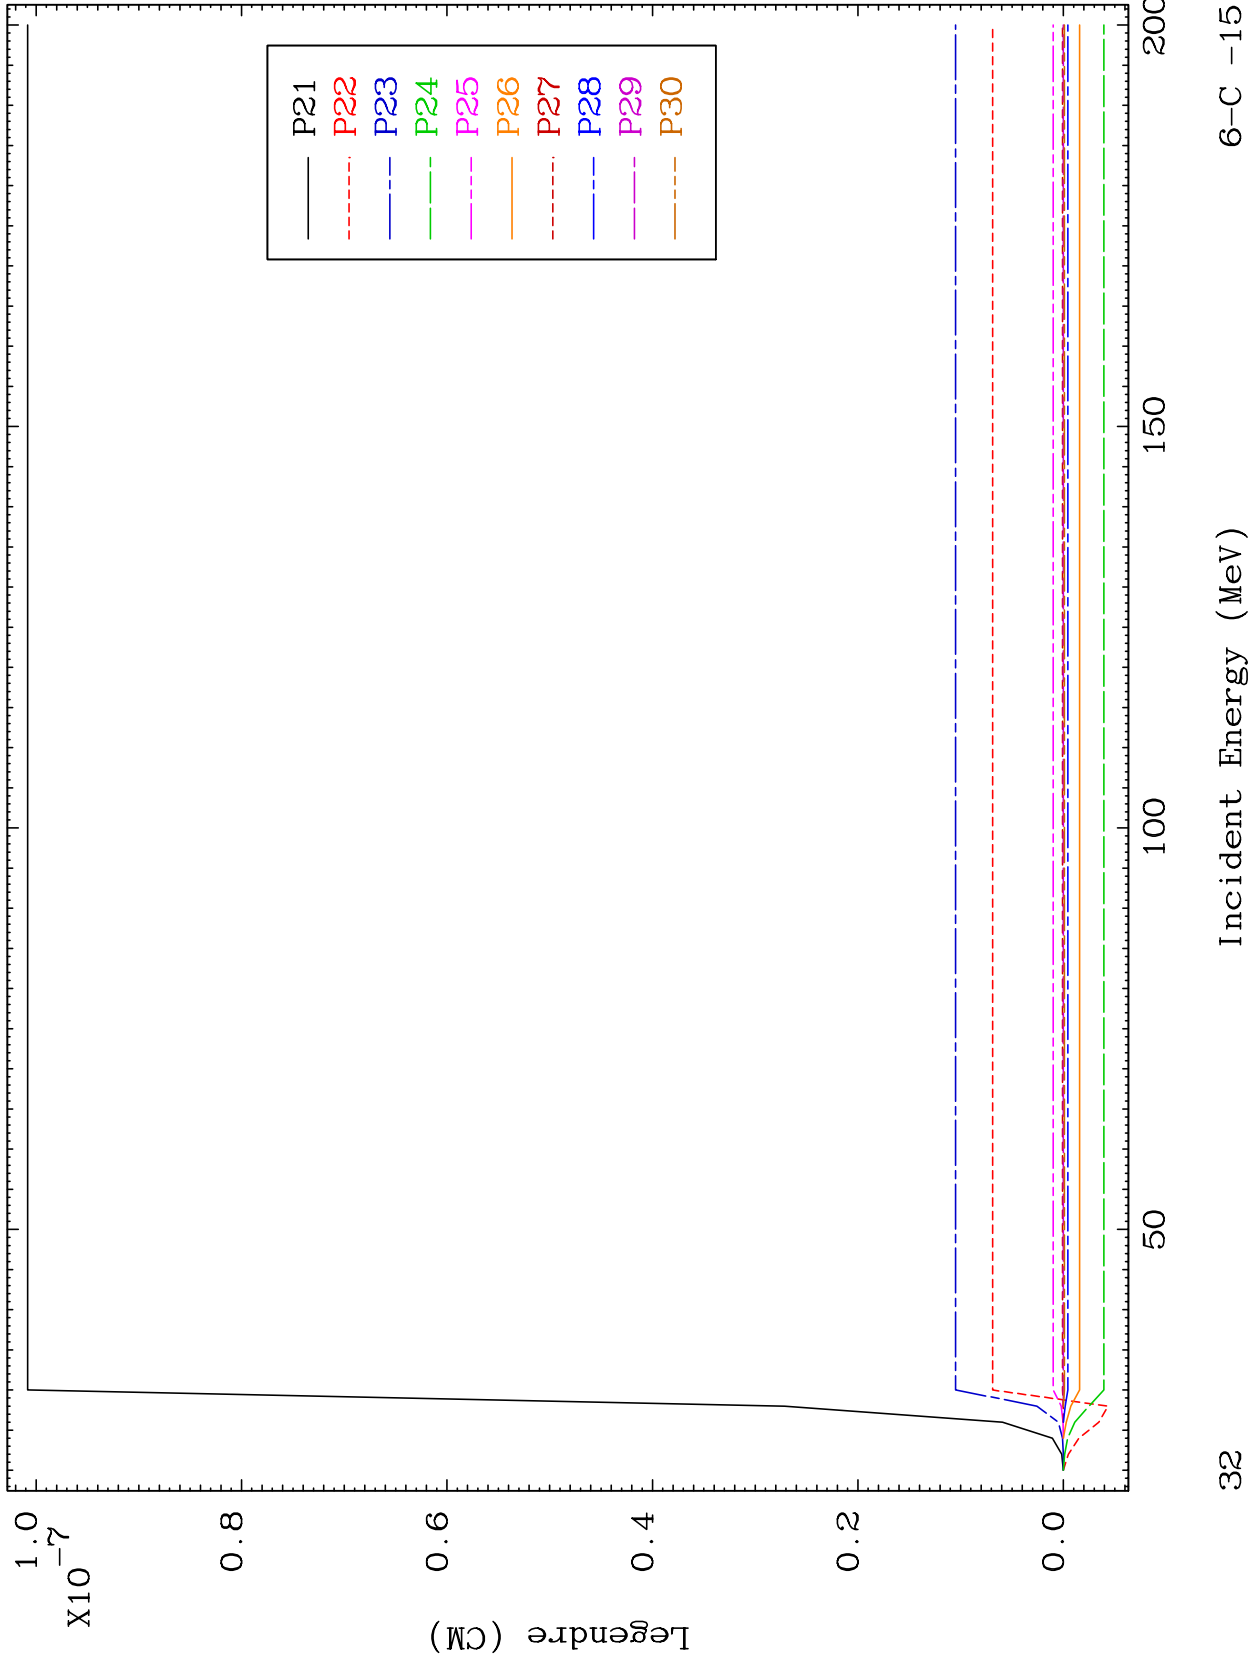 1.0
X10
-7
0.8
0.6
0.4
0.2
0.0
Legendre (CM)
P21
P22
P23
P24
P25
P26
P27
P28
P29
P30
50
100
150
200
Incident Energy (MeV)
32
6-C -15